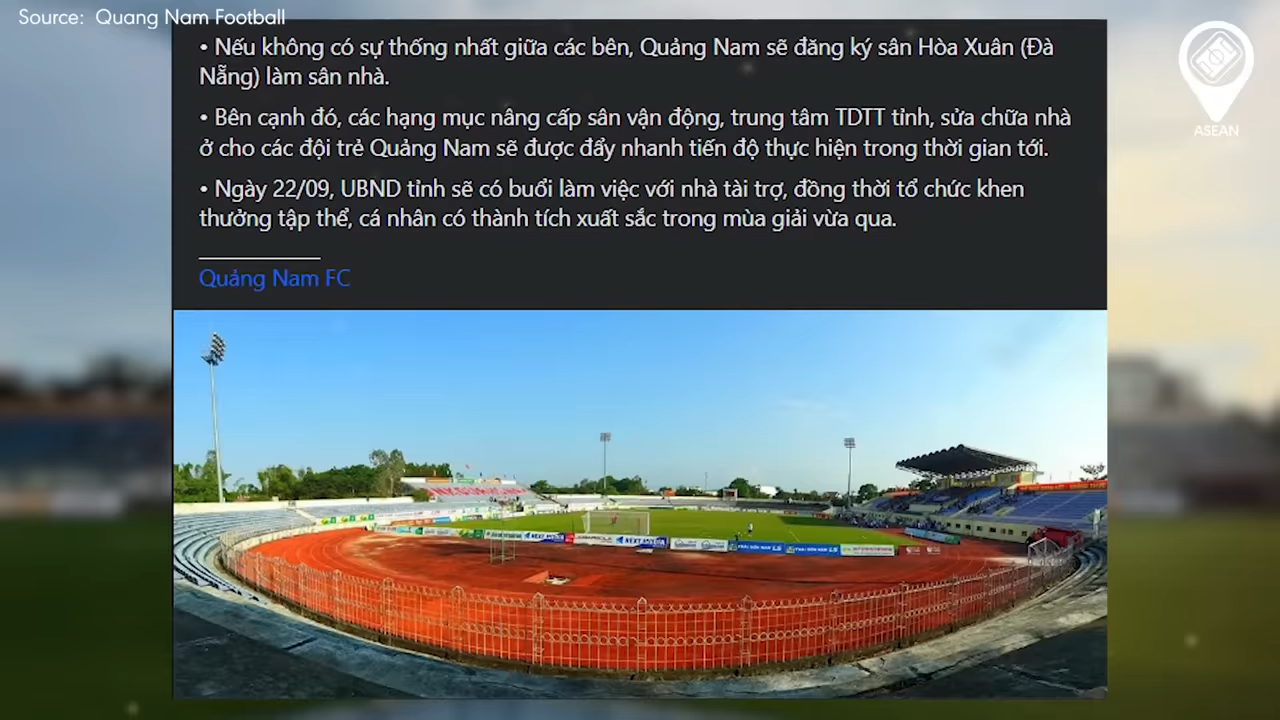 Source: Quang Nam Football
• Nếu không có sự thống nhất giữa các bên, Quảng Nam sẽ đăng ký sân Hòa Xuân (Đà
Nẵng) làm sân nhà.
• Bên cạnh đó, các hạng mục nâng cấp sân vận động, trung tâm TDTT tỉnh, sửa chữa nhà
ở cho các đội trẻ Quảng Nam sẽ được đẩy nhanh tiến độ thực hiện trong thời gian tới.
• Ngày 22/09, UBND tỉnh sẽ có buổi làm việc với nhà tài trợ, đồng thời tổ chức khen
thưởng tập thể, cá nhân có thành tích xuất sắc trong mùa giải vừa qua.
Quảng Nam FC
ASEAN
NEXT MEDIA
NEXT MEDIA